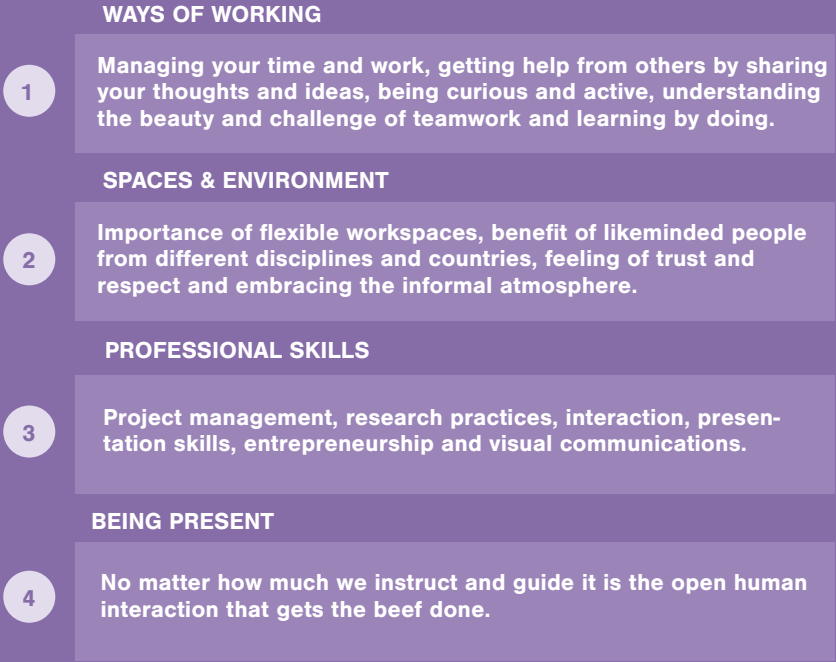 WAYS OF WORKING
1
Managing your time and work, getting help from others by sharing
your thoughts and ideas, being curious and active, understanding
the beauty and challenge of teamwork and learning by doing.
SPACES & ENVIRONMENT
2
Importance of flexible workspaces, benefit of likeminded people
from different disciplines and countries, feeling of trust and
respect and embracing the informal atmosphere.
PROFESSIONAL SKILLS
3
Project management, research practices, interaction, presen-
tation skills, entrepreneurship and visual communications.
BEING PRESENT
4
No matter how much we instruct and guide it is the open human
interaction that gets the beef done.